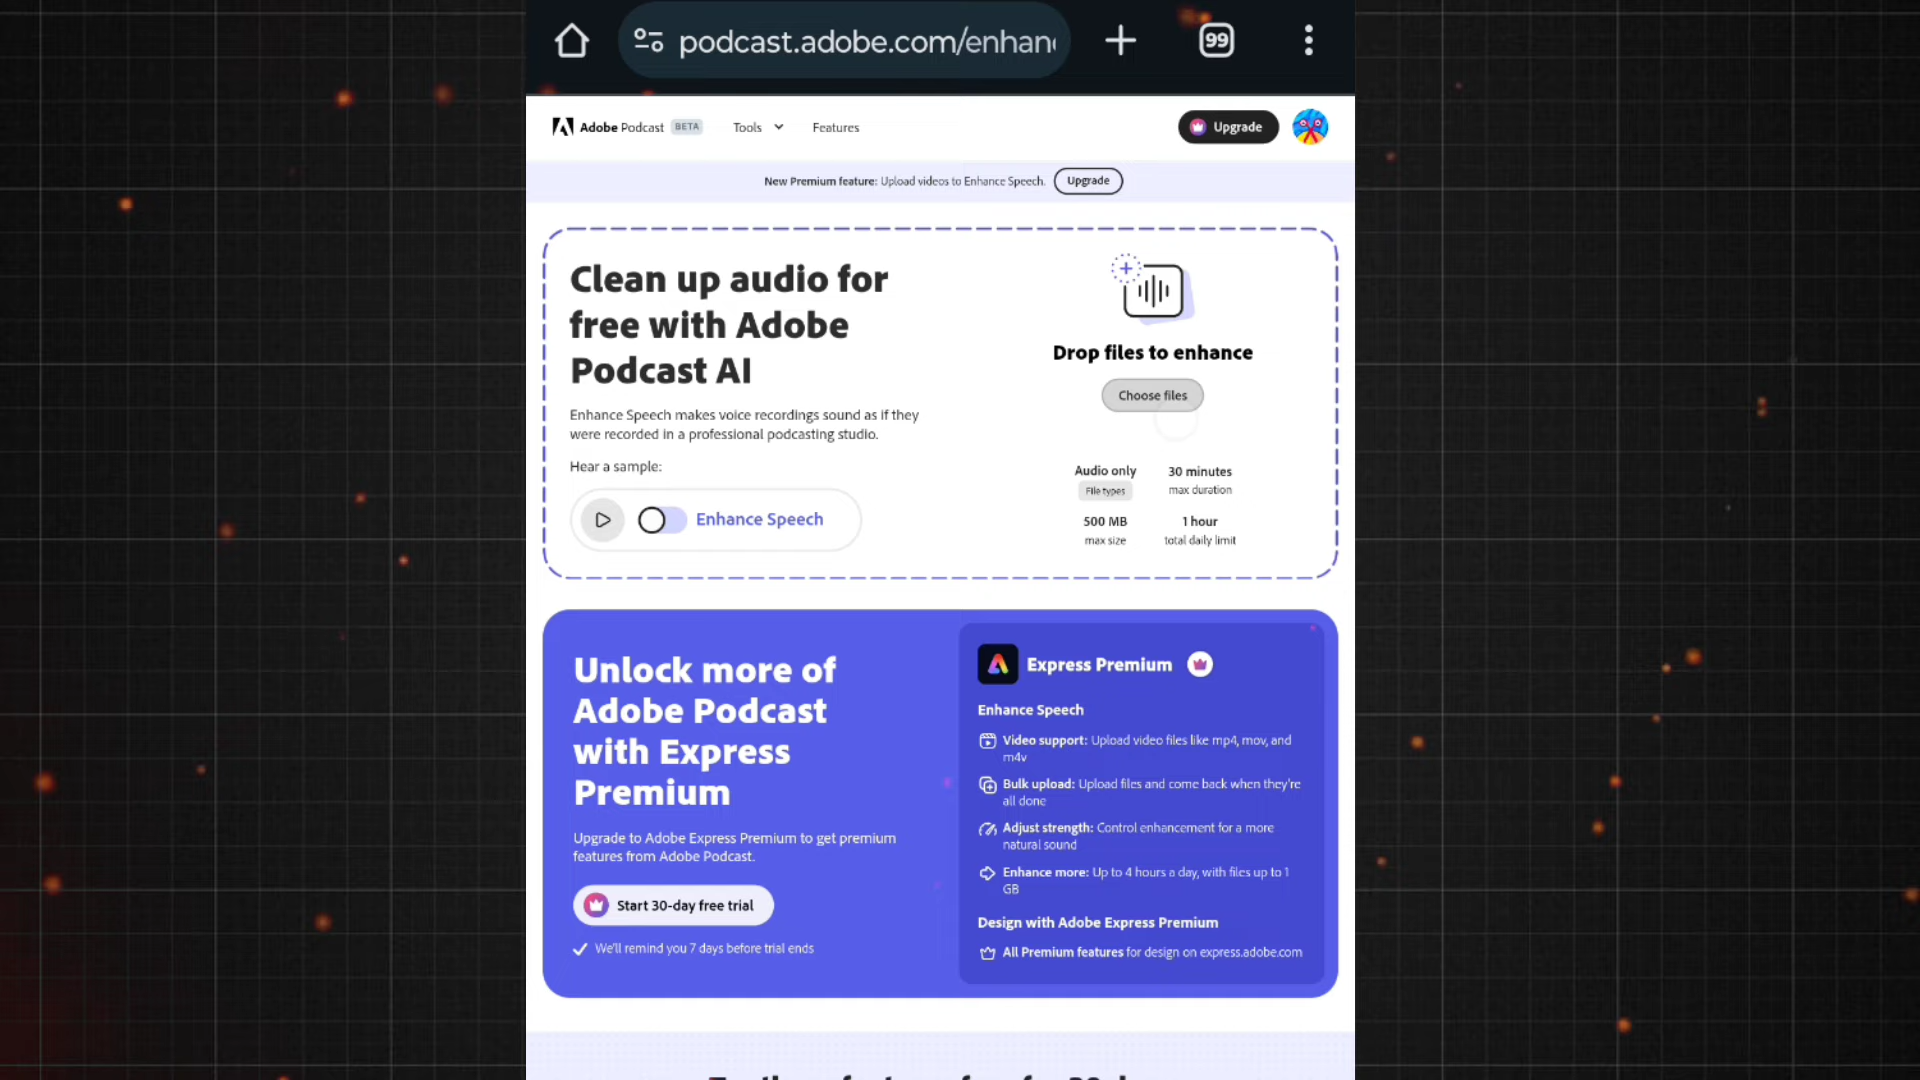 podcast.adobe.com/enhan
99
Adobe Podcast BETA Tools Features Upgrade
New Premium feature: Upload videos to Enhance Speech. Upgrade
Clean up audio for
free with Adobe
Podcast AI
Enhance Speech makes voice recordings sound as if they
were recorded in a professional podcasting studio.
Hear a sample:
Enhance Speech
Drop files to enhance
Choose files
Audio only
File types
30 minutes
max duration
500 MB
max size
1 hour
total daily limit
Unlock more of
Adobe Podcast
with Express
Premium
Upgrade to Adobe Express Premium to get premium
features from Adobe Podcast.
Start 30-day free trial
We'll remind you 7 days before trial ends
Express Premium
Enhance Speech
Video support: Upload video files like mp4, mov, and
m4v
Bulk upload: Upload files and come back when they're
all done
Adjust strength: Control enhancement for a more
natural sound
Enhance more: Up to 4 hours a day, with files up to 1
GB
Design with Adobe Express Premium
All Premium features for design on express.adobe.com